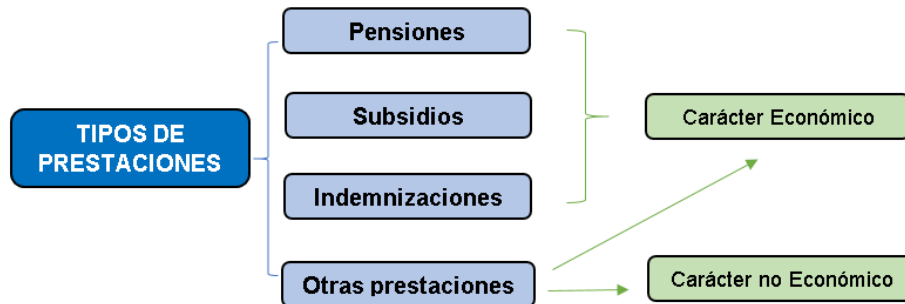 TIPOS DE
PRESTACIONES
Pensiones
Subsidios
Indemnizaciones
Otras prestaciones
Carácter Económico
Carácter no Económico